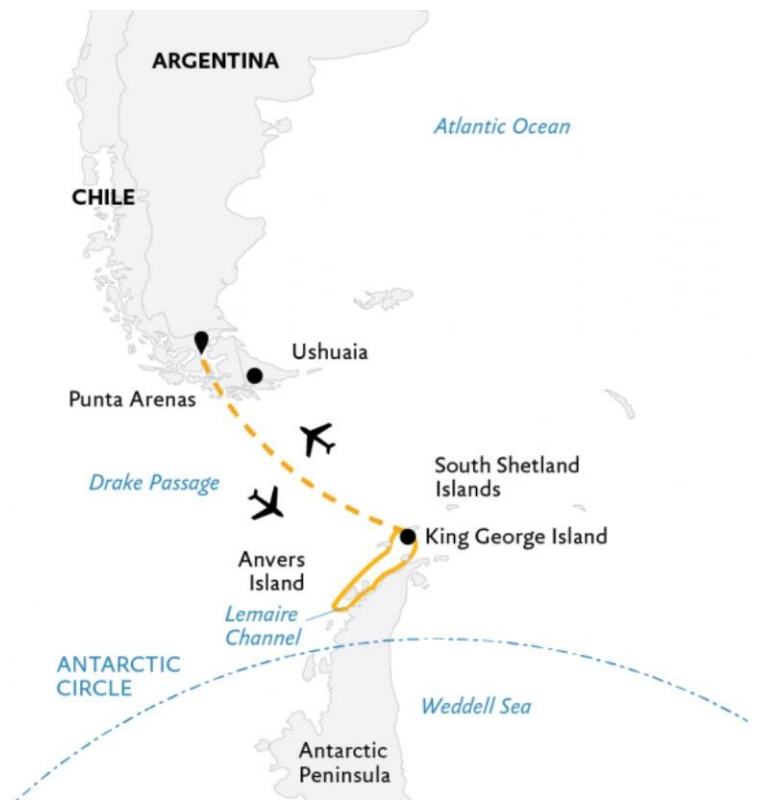 ARGENTINA
Atlantic Ocean
CHILE
Ushuaia
Punta Arenas
Drake Passage
South Shetland
Islands
King George Island
Anvers
Island
Lemaire
Channel
ANTARCTIC
CIRCLE
Weddell Sea
Antarctic
Peninsula